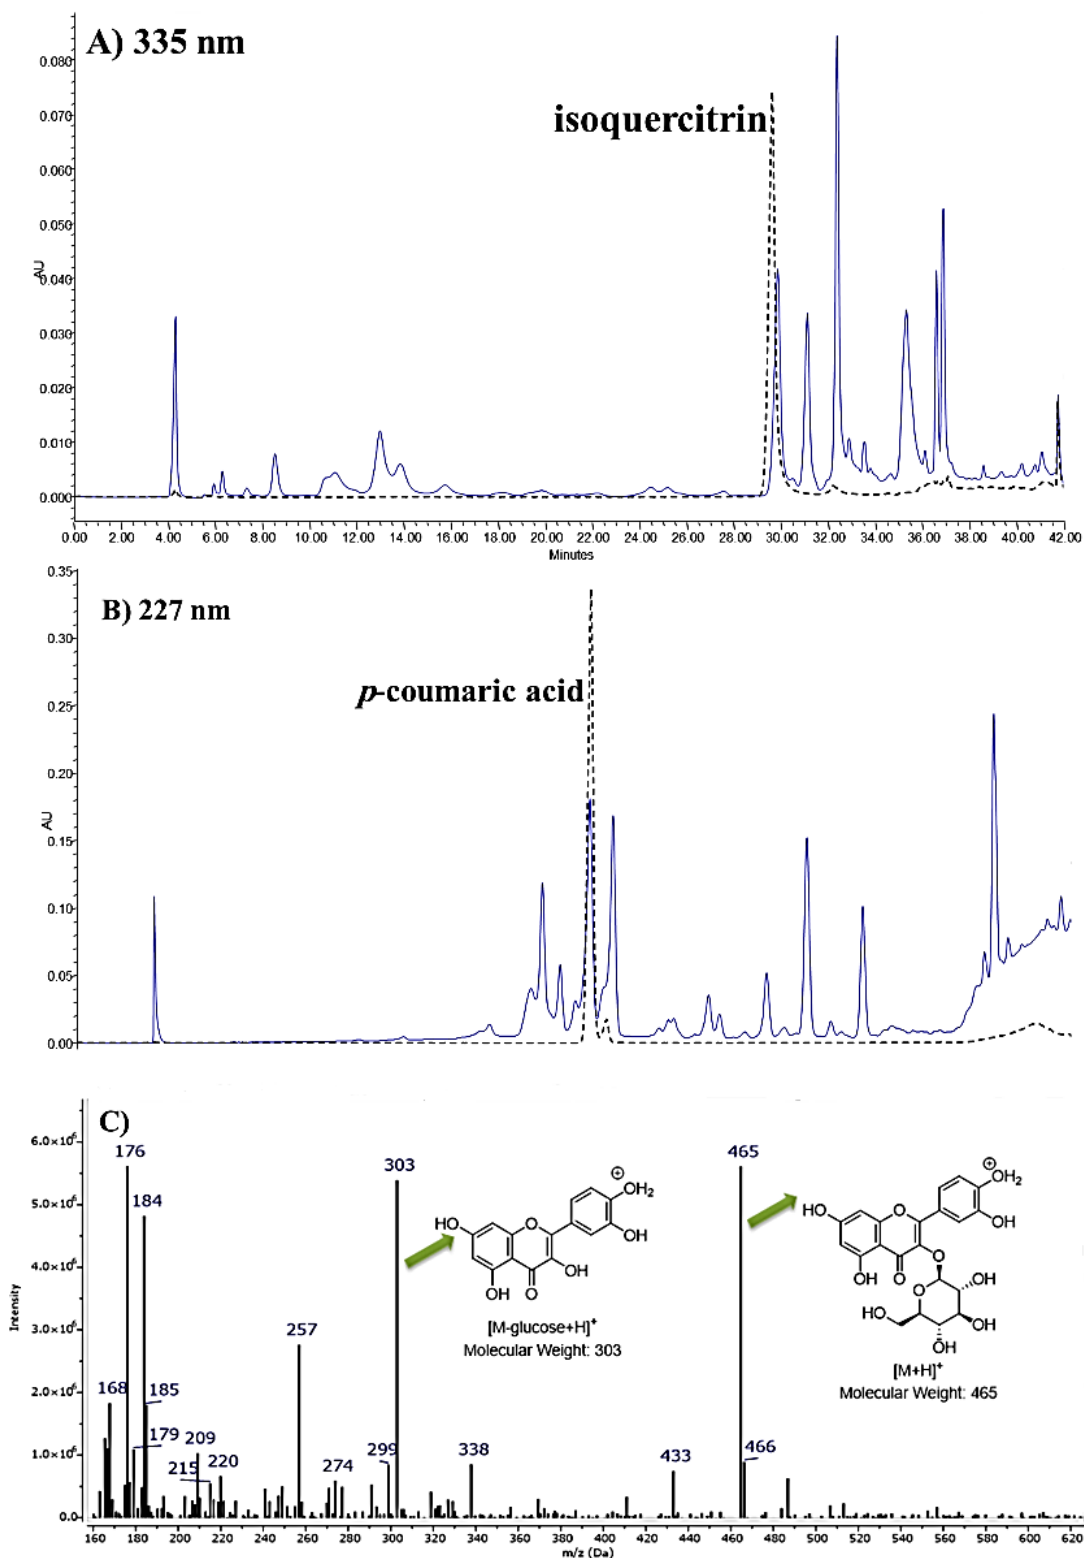 A) 335 nm
isoquercitrin
AU
0.080
0.070
0.060
0.050
0.040
0.030
0.020
0.010
0.000
0.00 2.00 4.00 6.00 8.00 10.00 12.00 14.00 16.00 18.00 20.00 22.00 24.00 26.00 28.00 30.00 32.00 34.00 36.00 38.00 40.00 42.00
Minutes
B) 227 nm
p-coumaric acid
AU
0.35
0.30
0.25
0.20
0.15
0.10
0.05
0.00
C)
Intensity
6.0×10⁶
5.0×10⁶
4.0×10⁶
3.0×10⁶
2.0×10⁶
1.0×10⁶
0.0
176
184
168
185
179
209
215
220
257
274
299
303
338
433
465
466
HO
O
⊕
OH₂
OH
OH
OH
O
[M-glucose+H]⁺
Molecular Weight: 303
HO
O
⊕
OH₂
OH
O
OH
O
O
OH
HO
OH
OH
[M+H]⁺
Molecular Weight: 465
160 180 200 220 240 260 280 300 320 340 360 380 400 420 440 460 480 500 520 540 560 580 600 620
m/z (Da)